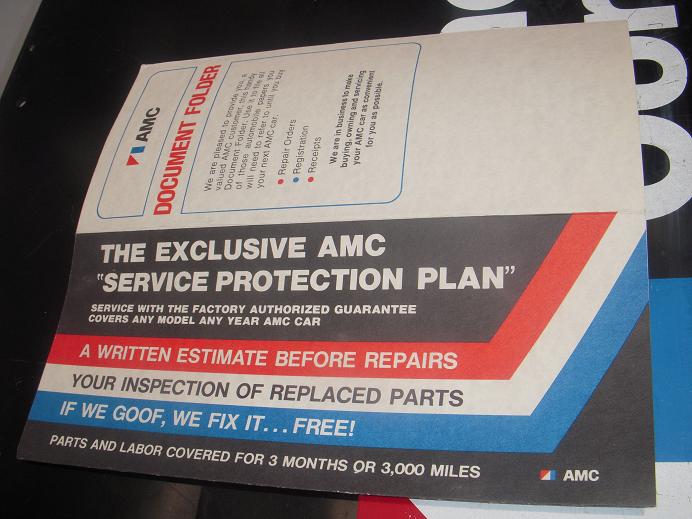 AMC
DOCUMENT FOLDER
We are pleased to provide you, a
valued AMC customer, this handy
Document Folder. Use it to file all
of those automobile papers you
will need to refer to until you buy
your next AMC car.
• Repair Orders
• Registration
• Receipts
We are in business to make
buying, owning and servicing
your AMC car as convenient
for you as possible.
THE EXCLUSIVE AMC
"SERVICE PROTECTION PLAN"
SERVICE WITH THE FACTORY AUTHORIZED GUARANTEE
COVERS ANY MODEL ANY YEAR AMC CAR
A WRITTEN ESTIMATE BEFORE REPAIRS
YOUR INSPECTION OF REPLACED PARTS
IF WE GOOF, WE FIX IT...FREE!
PARTS AND LABOR COVERED FOR 3 MONTHS OR 3,000 MILES
AMC